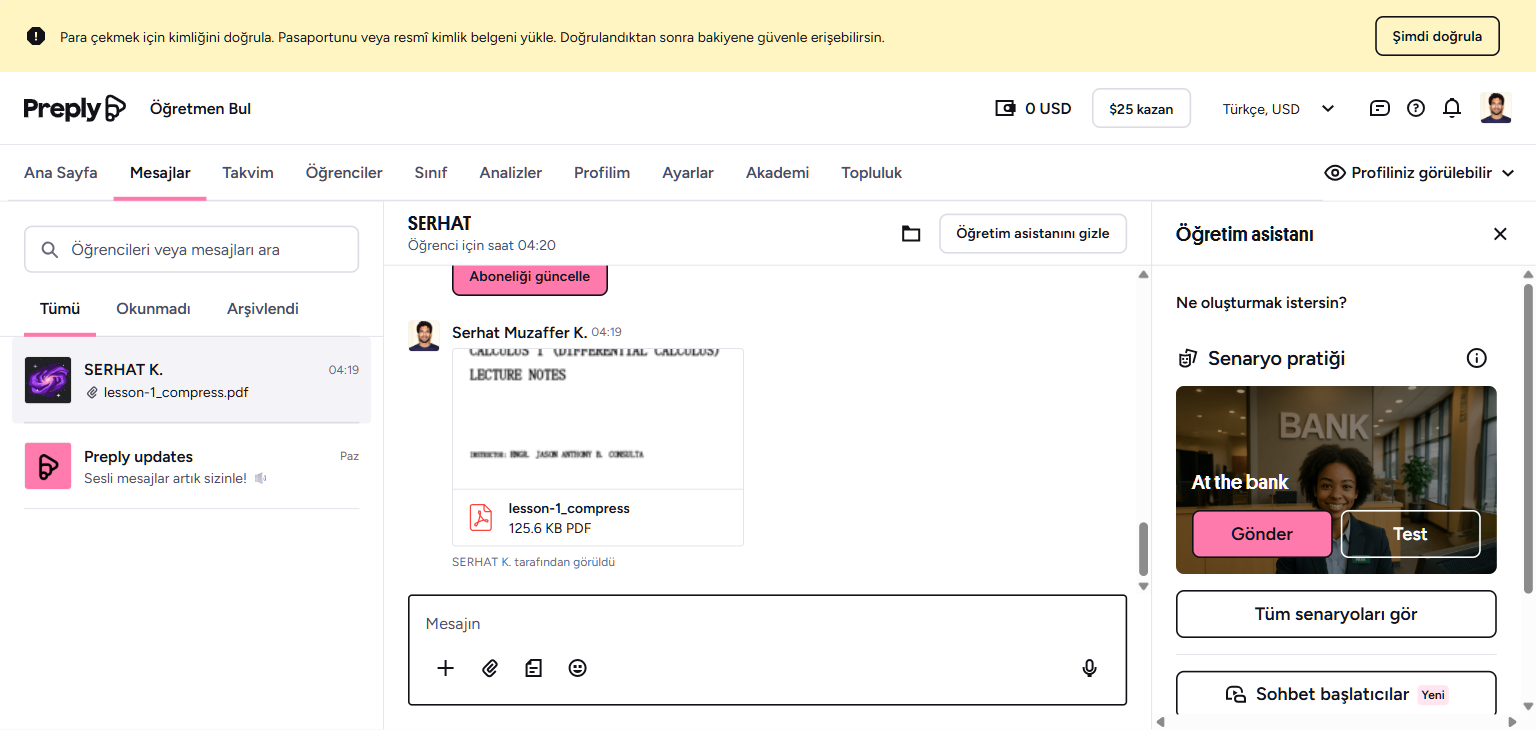 Para çekmek için kimliğini doğrula. Pasaportunu veya resmî kimlik belgeni yükle. Doğrulandıktan sonra bakiyene güvenle erişebilirsin.
Şimdi doğrula
Preply
Öğretmen Bul
0 USD
$25 kazan
Türkçe, USD
Ana Sayfa
Mesajlar
Takvim
Öğrenciler
Sınıf
Analizler
Profilim
Ayarlar
Akademi
Topluluk
Profiliniz görülebilir
Öğrencileri veya mesajları ara
Tümü
Okunmadı
Arşivlendi
SERHAT K.
04:19
lesson-1_compress.pdf
Preply updates
Paz
Sesli mesajlar artık sizinle!
SERHAT
Öğrenci için saat 04:20
Öğretim asistanını gizle
Aboneliği güncelle
Serhat Muzaffer K. 04:19
CALCULUS I (DIFFERENTIAL CALCULUS)
LECTURE NOTES
INSTRUCTOR: ENGR. JASON ANTHONY B. CONSULTA
lesson-1_compress
125.6 KB PDF
SERHAT K. tarafından görüldü
Mesajın
Öğretim asistanı
Ne oluşturmak istersin?
Senaryo pratiği
BANK
At the bank
Gönder
Test
Tüm senaryoları gör
Sohbet başlatıcılar
Yeni